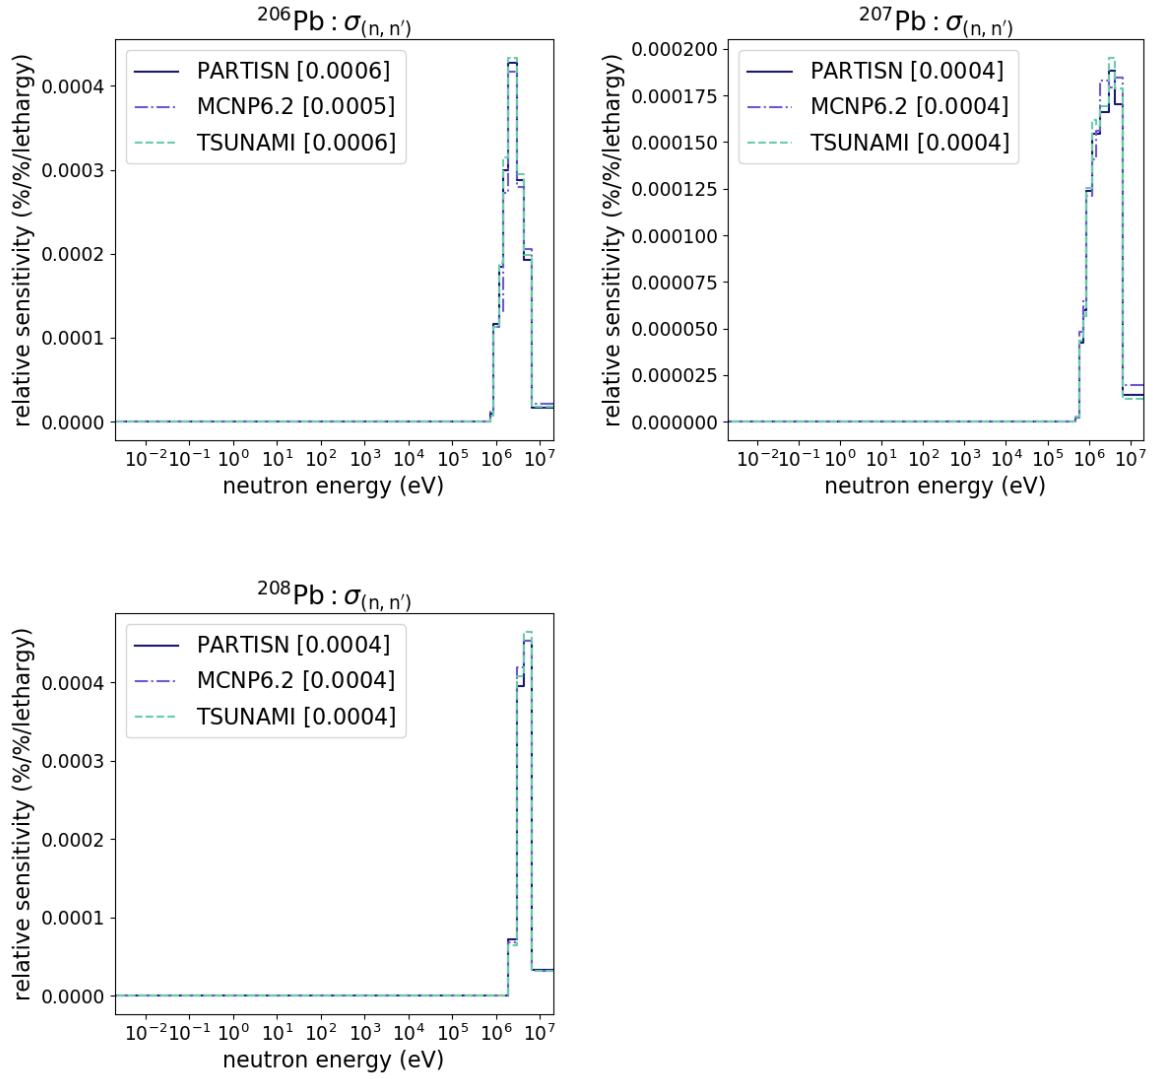 ²⁰⁶Pb : σ₍n, n′₎
PARTISN [0.0006]
MCNP6.2 [0.0005]
TSUNAMI [0.0006]
relative sensitivity (%/%/lethargy)
0.0004
0.0003
0.0002
0.0001
0.0000
10⁻² 10⁻¹ 10⁰ 10¹ 10² 10³ 10⁴ 10⁵ 10⁶ 10⁷
neutron energy (eV)
²⁰⁷Pb : σ₍n, n′₎
PARTISN [0.0004]
MCNP6.2 [0.0004]
TSUNAMI [0.0004]
relative sensitivity (%/%/lethargy)
0.000200
0.000175
0.000150
0.000125
0.000100
0.000075
0.000050
0.000025
0.000000
10⁻² 10⁻¹ 10⁰ 10¹ 10² 10³ 10⁴ 10⁵ 10⁶ 10⁷
neutron energy (eV)
²⁰⁸Pb : σ₍n, n′₎
PARTISN [0.0004]
MCNP6.2 [0.0004]
TSUNAMI [0.0004]
relative sensitivity (%/%/lethargy)
0.0004
0.0003
0.0002
0.0001
0.0000
10⁻² 10⁻¹ 10⁰ 10¹ 10² 10³ 10⁴ 10⁵ 10⁶ 10⁷
neutron energy (eV)